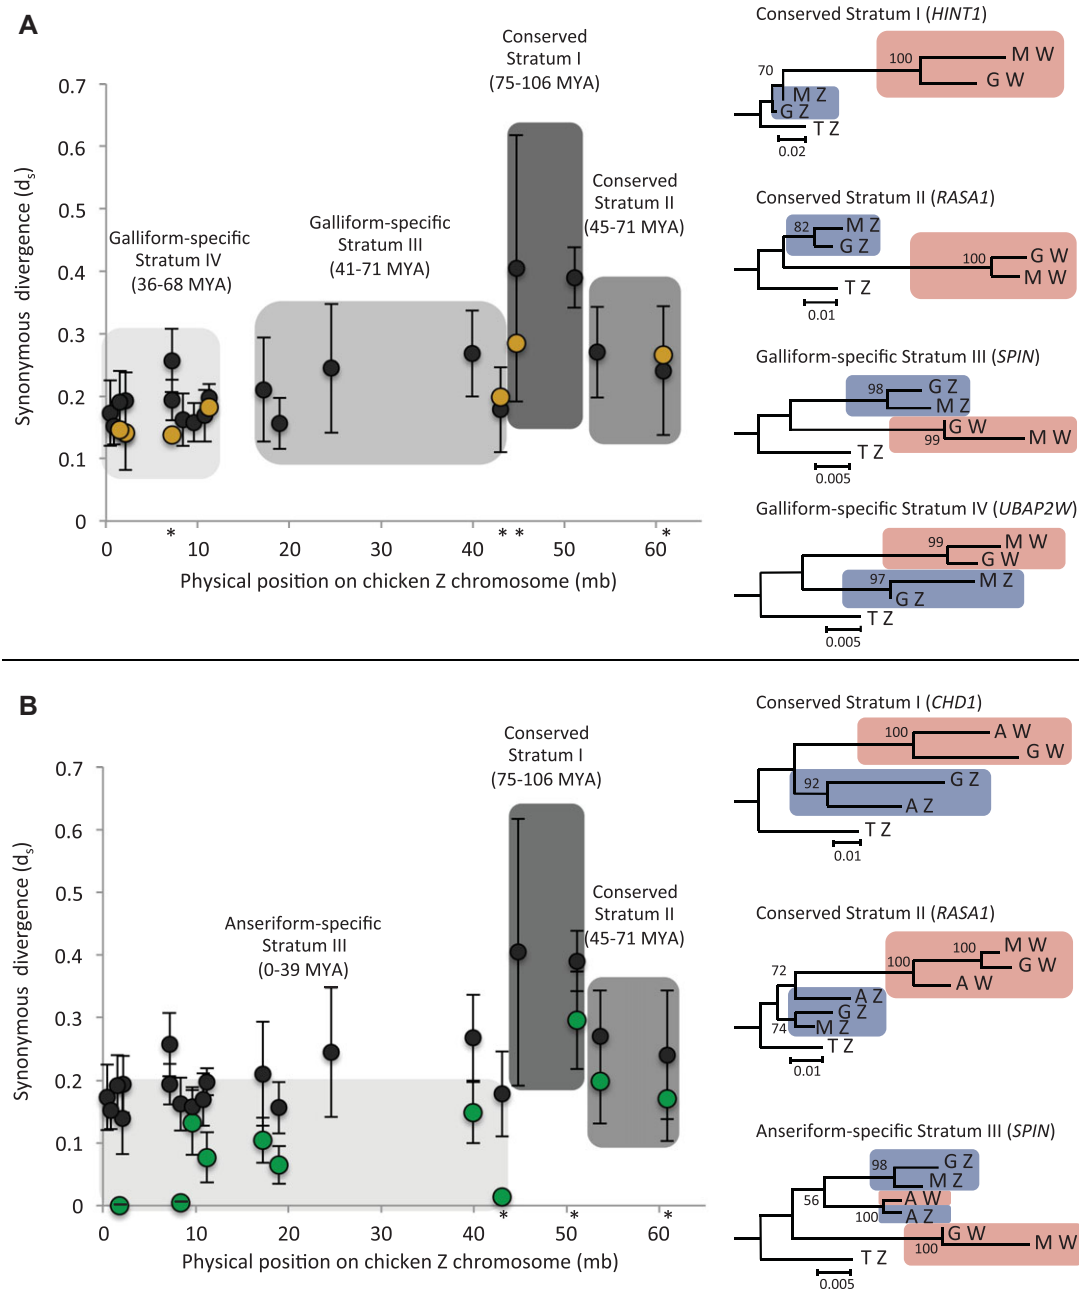 A
Conserved
Stratum I
(75-106 MYA)
Conserved
Stratum II
(45-71 MYA)
Galliform-specific
Stratum III
(41-71 MYA)
Galliform-specific
Stratum IV
(36-68 MYA)
Synonymous divergence (ds)
0.7
0.6
0.5
0.4
0.3
0.2
0.1
0
0 10 20 30 40 50 60
* * * *
Physical position on chicken Z chromosome (mb)
Conserved Stratum I (HINT1)
100
M W
G W
70
M Z
G Z
T Z
0.02
Conserved Stratum II (RASA1)
82
M Z
G Z
100
G W
M W
T Z
0.01
Galliform-specific Stratum III (SPIN)
98
G Z
M Z
G W
99
M W
T Z
0.005
Galliform-specific Stratum IV (UBAP2W)
99
M W
G W
97
M Z
G Z
T Z
0.005
B
Conserved
Stratum I
(75-106 MYA)
Conserved
Stratum II
(45-71 MYA)
Anseriform-specific
Stratum III
(0-39 MYA)
Synonymous divergence (ds)
0.7
0.6
0.5
0.4
0.3
0.2
0.1
0
0 10 20 30 40 50 60
* * *
Physical position on chicken Z chromosome (mb)
Conserved Stratum I (CHD1)
100
A W
G W
92
G Z
A Z
T Z
0.01
Conserved Stratum II (RASA1)
100
M W
100
G W
A W
72
A Z
G Z
74
M Z
T Z
0.01
Anseriform-specific Stratum III (SPIN)
98
G Z
M Z
56
A W
100
A Z
G W
100
M W
T Z
0.005